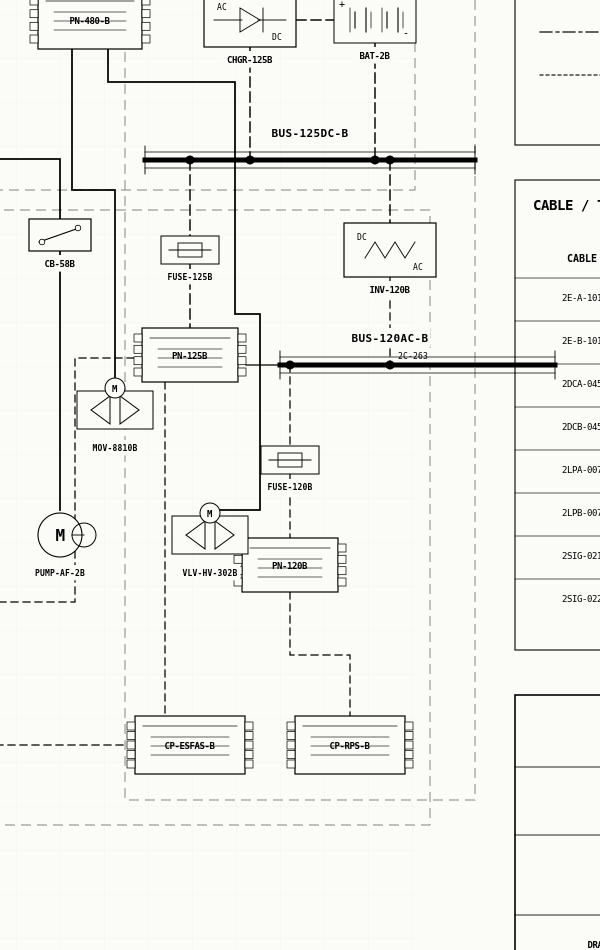 PN-480-B
AC
DC
+
-
CHGR-125B
BAT-2B
BUS-125DC-B
CB-58B
FUSE-125B
DC
AC
INV-120B
CABLE / 
CABLE
2E-A-101
2E-B-101
2DCA-045
2DCB-045
2LPA-007
2LPB-007
2SIG-021
2SIG-022
BUS-120AC-B
2C-263
PN-125B
M
MOV-8810B
FUSE-120B
M
M
PUMP-AF-2B
VLV-HV-302B
PN-120B
CP-ESFAS-B
CP-RPS-B